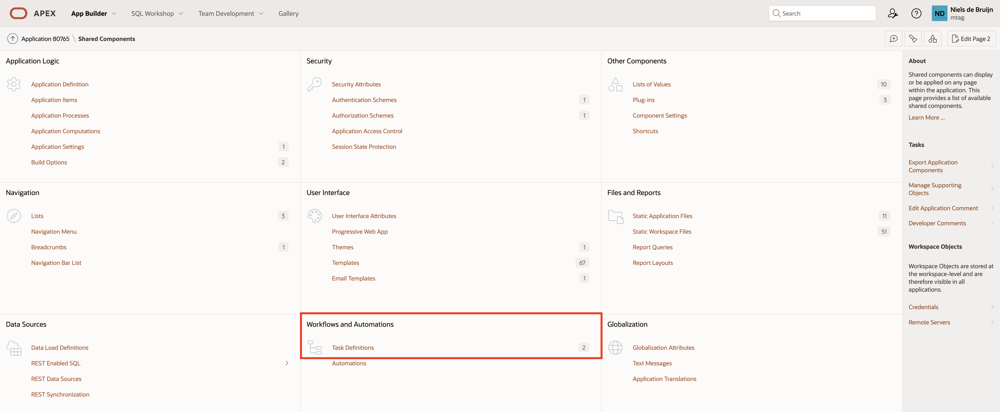 APEX
App Builder
SQL Workshop
Team Development
Gallery
Search
ND
Niels de Bruijn
mtag
Application 80765 \ Shared Components
Edit Page 2
Application Logic
Application Definition
Application Items
Application Processes
Application Computations
Application Settings 1
Build Options 2
Security
Security Attributes
Authentication Schemes 1
Authorization Schemes 1
Application Access Control
Session State Protection
Other Components
Lists of Values 10
Plug-ins 3
Component Settings
Shortcuts
Navigation
Lists 3
Navigation Menu
Breadcrumbs 1
Navigation Bar List
User Interface
User Interface Attributes
Progressive Web App
Themes 1
Templates 67
Email Templates 1
Files and Reports
Static Application Files 11
Static Workspace Files 51
Report Queries
Report Layouts
Data Sources
Data Load Definitions
REST Enabled SQL
REST Data Sources
REST Synchronization
Workflows and Automations
Task Definitions 2
Automations
Globalization
Globalization Attributes
Text Messages
Application Translations
About
Shared components can display
or be applied on any page
within the application. This
page provides a list of available
shared components.
Learn More ...
Tasks
Export Application
Components
Manage Supporting
Objects
Edit Application Comment
Developer Comments
Workspace Objects
Workspace Objects are stored at
the workspace-level and are
therefore visible in all
applications.
Credentials
Remote Servers